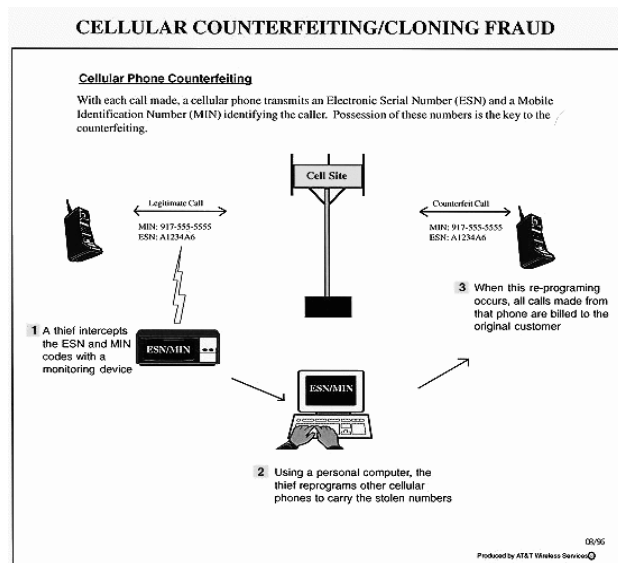 CELLULAR COUNTERFEITING/CLONING FRAUD
Cellular Phone Counterfeiting
With each call made, a cellular phone transmits an Electronic Serial Number (ESN) and a Mobile
Identification Number (MIN) identifying the caller. Possession of these numbers is the key to the
counterfeiting.
Cell Site
Legitimate Call
MIN: 917-555-5555
ESN: A1234A6
Counterfeit Call
MIN: 917-555-5555
ESN: A1234A6
1 A thief intercepts
the ESN and MIN
codes with a
monitoring device
ESN/MIN
ESN/MIN
3 When this re-programing
occurs, all calls made from
that phone are billed to the
original customer
2 Using a personal computer, the
thief reprograms other cellular
phones to carry the stolen numbers
Produced by AT&T Wireless Services